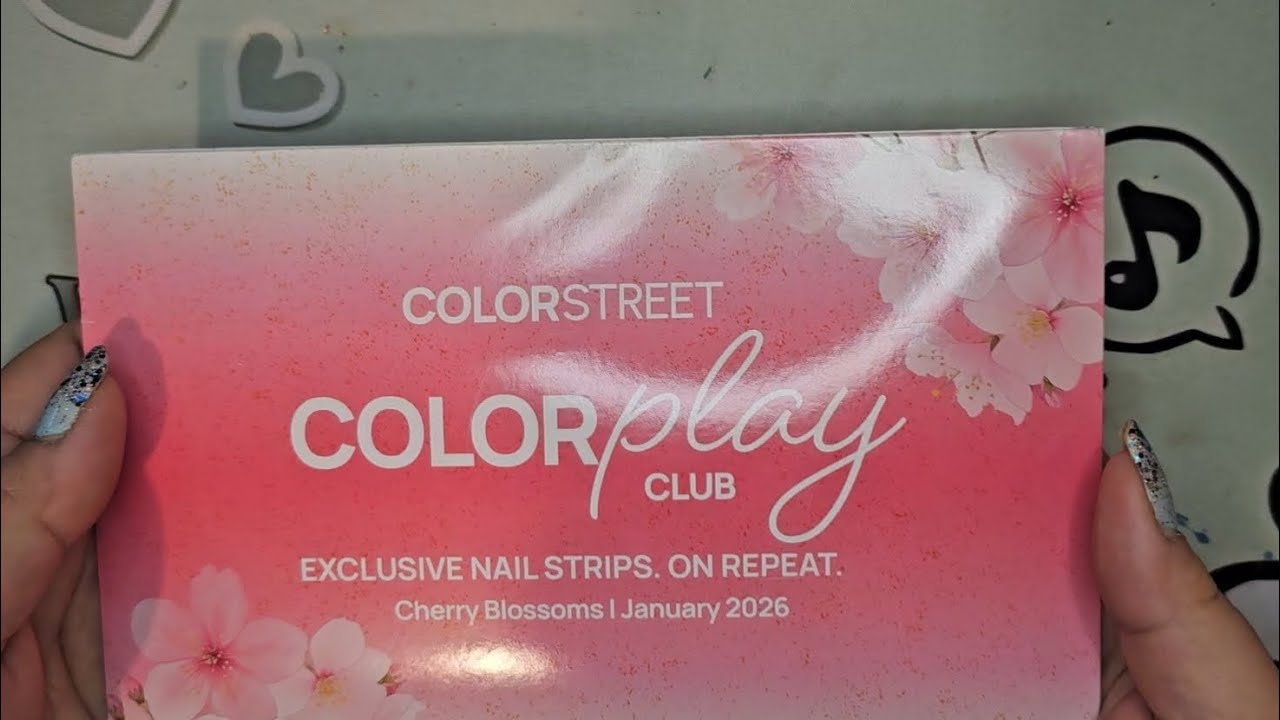 COLORSTREET
COLORplay
CLUB
EXCLUSIVE NAIL STRIPS. ON REPEAT.
Cherry Blossoms | January 2026